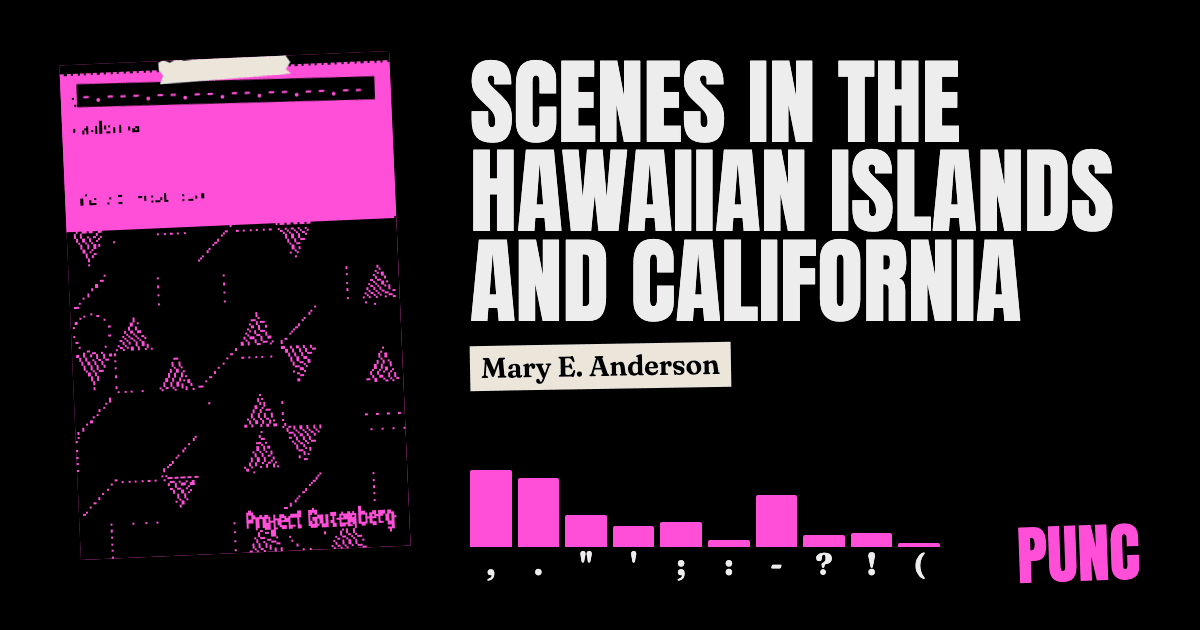 SCENES IN THE
HAWAIIAN ISLANDS
AND CALIFORNIA
Mary E. Anderson
Project Gutenberg
, . " ' ; : - ? ! (
PUNC